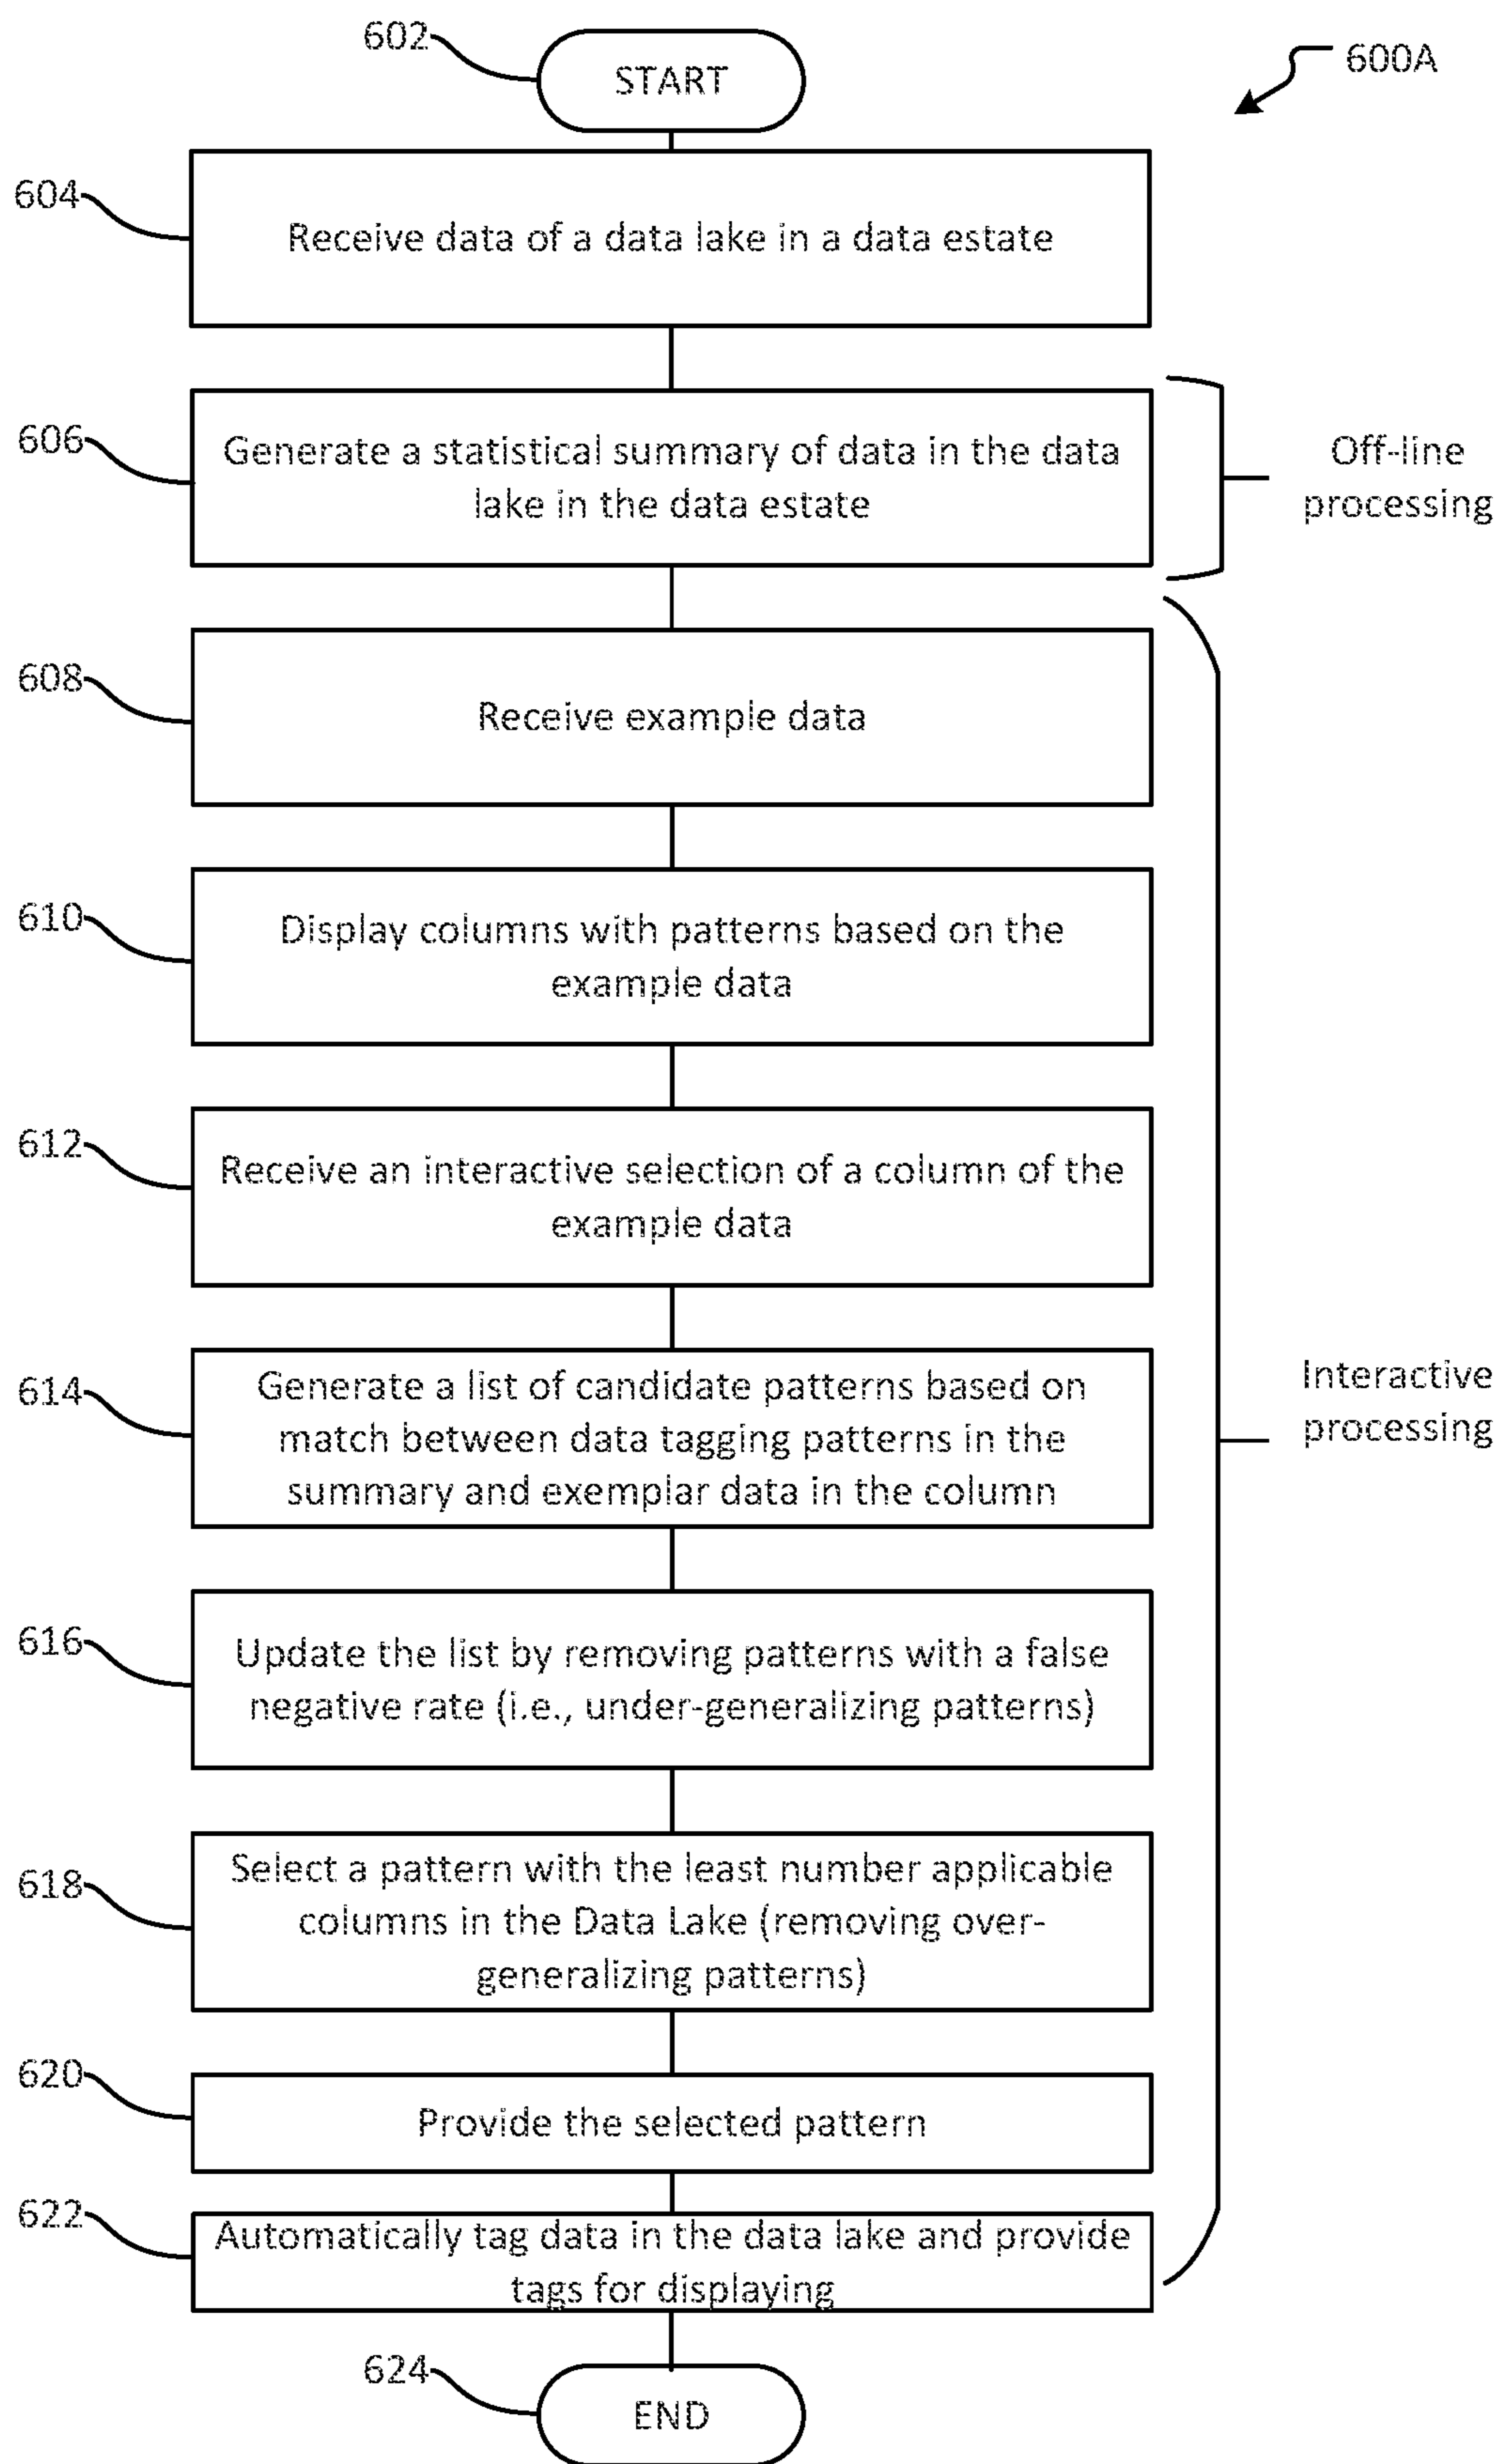 602
START
600A
604
Receive data of a data lake in a data estate
606
Generate a statistical summary of data in the data
lake in the data estate
Off-line
processing
608
Receive example data
610
Display columns with patterns based on the
example data
612
Receive an interactive selection of a column of the
example data
614
Generate a list of candidate patterns based on
match between data tagging patterns in the
summary and exemplar data in the column
Interactive
processing
616
Update the list by removing patterns with a false
negative rate (i.e., under-generalizing patterns)
618
Select a pattern with the least number applicable
columns in the Data Lake (removing over-
generalizing patterns)
620
Provide the selected pattern
622
Automatically tag data in the data lake and provide
tags for displaying
624
END